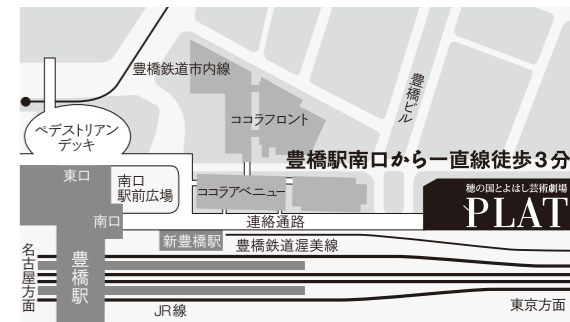 豊橋鉄道市内線
豊橋ビル
ペデストリアン
デッキ
ココラフロント
豊橋駅南口から一直線徒歩3分
東口
南口
駅前広場
ココラアベニュー
穂の国とよはし芸術劇場
PLAT
南口
連絡通路
新豊橋駅
豊橋鉄道渥美線
名古屋方面
豊橋駅
JR線
東京方面